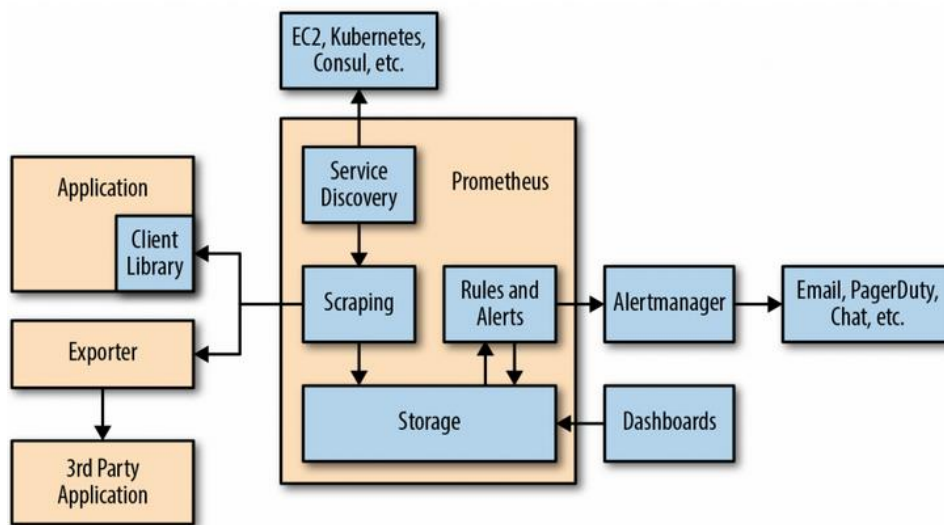 EC2, Kubernetes,
Consul, etc.
Application
Client
Library
Exporter
3rd Party
Application
Prometheus
Service
Discovery
Scraping
Rules and
Alerts
Storage
Alertmanager
Dashboards
Email, PagerDuty,
Chat, etc.